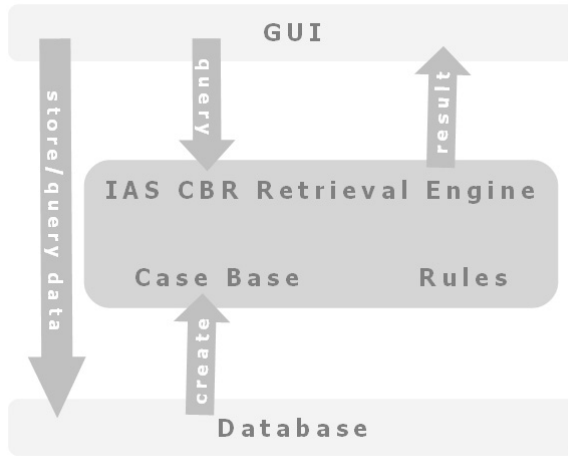 GUI
store/query data
query
result
IAS CBR Retrieval Engine
Case Base
Rules
create
Database